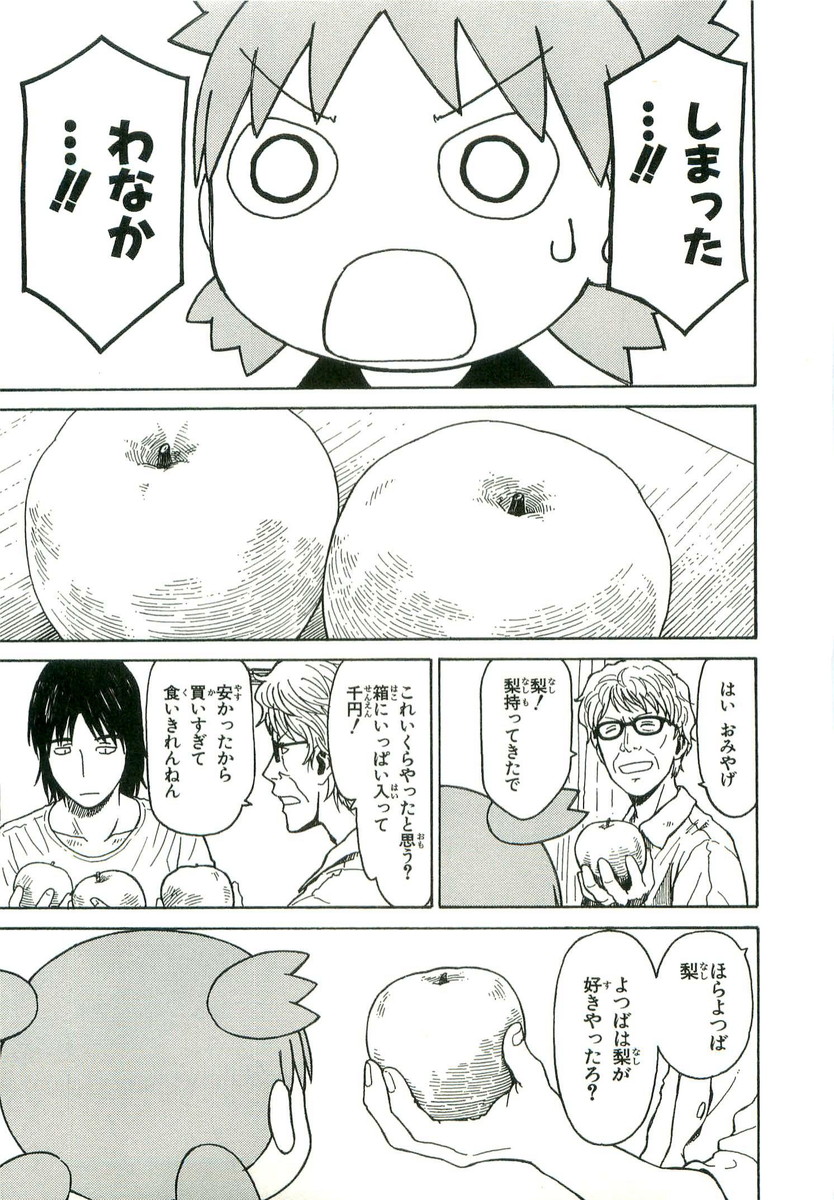 しまった
…!!
わなか
…!!
はい おみやげ
梨!
梨持ってきたで
これいくらやったと思う?
箱にいっぱい入って
千円!
安かったから
買いすぎて
食いきれんねん
ほらよつば
梨
よつばは梨が
好きやったろ?